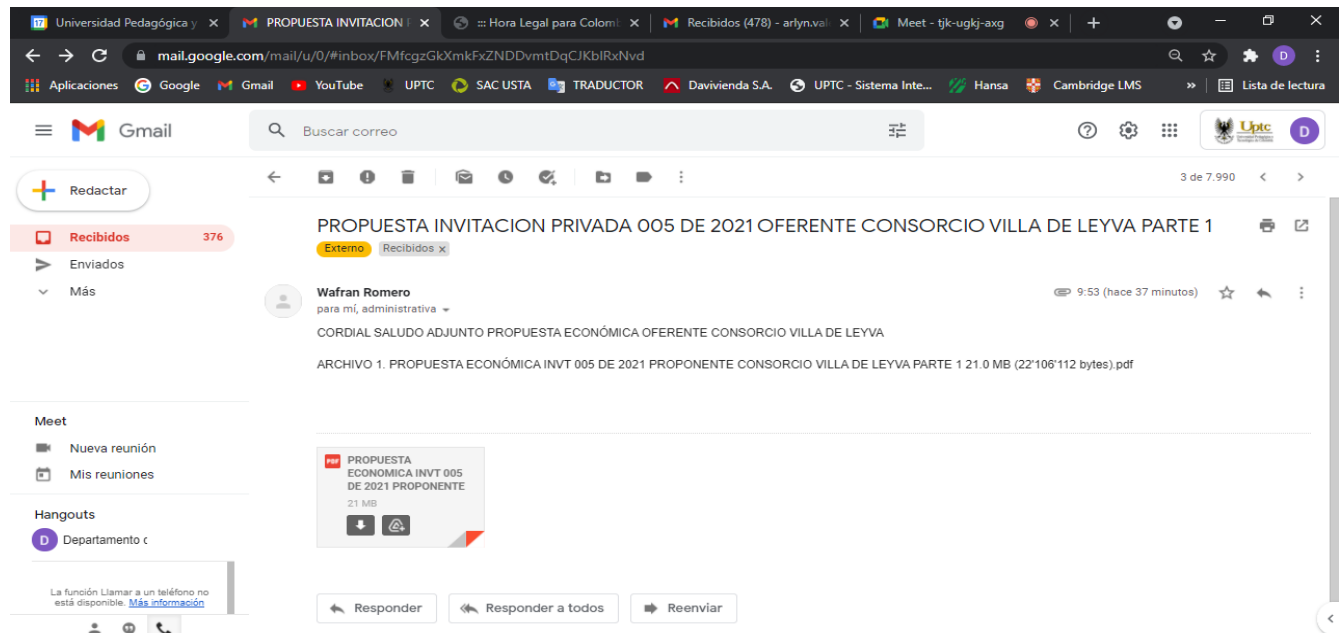 17 Universidad Pedagógica y
PROPUESTA INVITACION P
::: Hora Legal para Colomb
Recibidos (478) - arlyn.val
Meet - tjk-ugkj-axg
mail.google.com/mail/u/0/#inbox/FMfcgzGkXmkFxZNDDvmtDqCJKbIRxNvd
D
Aplicaciones
Google
Gmail
YouTube
UPTC
SAC USTA
TRADUCTOR
Davivienda S.A.
UPTC - Sistema Inte...
Hansa
Cambridge LMS
»
Lista de lectura
Gmail
Buscar correo
Uptc
D
Redactar
3 de 7.990
Recibidos 376
Enviados
Más
PROPUESTA INVITACION PRIVADA 005 DE 2021 OFERENTE CONSORCIO VILLA DE LEYVA PARTE 1
Externo Recibidos x
Wafran Romero
9:53 (hace 37 minutos)
para mí, administrativa
CORDIAL SALUDO ADJUNTO PROPUESTA ECONÓMICA OFERENTE CONSORCIO VILLA DE LEYVA
ARCHIVO 1. PROPUESTA ECONÓMICA INVT 005 DE 2021 PROPONENTE CONSORCIO VILLA DE LEYVA PARTE 1 21.0 MB (22'106'112 bytes).pdf
PDF PROPUESTA
ECONOMICA INVT 005
DE 2021 PROPONENTE
21 MB
Meet
Nueva reunión
Mis reuniones
Hangouts
D Departamento c
La función Llamar a un teléfono no
está disponible. Más información
Responder
Responder a todos
Reenviar